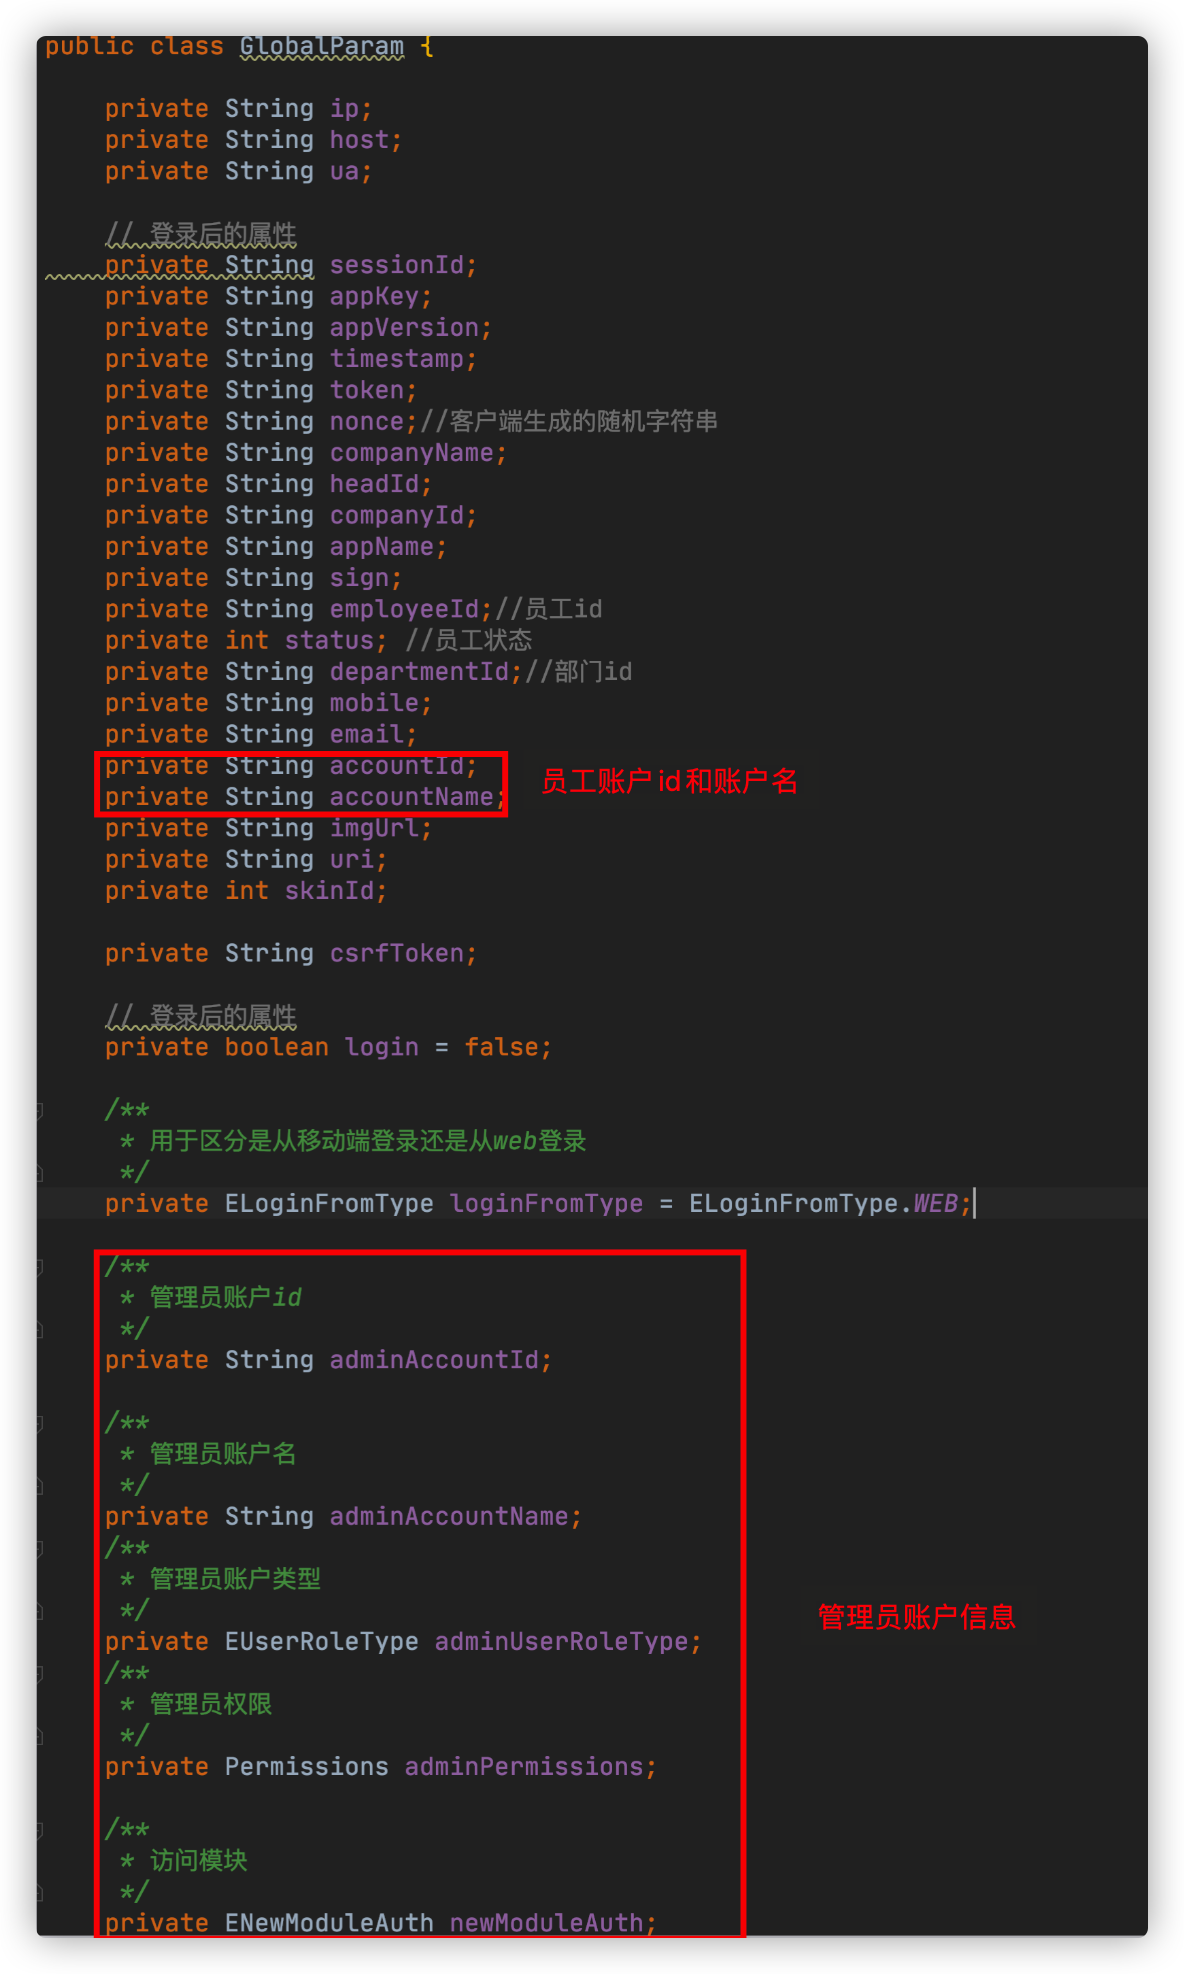 public class GlobalParam {
private String ip;
private String host;
private String ua;
// 登录后的属性
private String sessionId;
private String appKey;
private String appVersion;
private String timestamp;
private String token;
private String nonce;//客户端生成的随机字符串
private String companyName;
private String headId;
private String companyId;
private String appName;
private String sign;
private String employeeId;//员工id
private int status; //员工状态
private String departmentId;//部门id
private String mobile;
private String email;
private String accountId;
员工账户id和账户名
private String accountName;
private String imgUrl;
private String uri;
private int skinId;
private String csrfToken;
// 登录后的属性
private boolean login = false;
/**
* 用于区分是从移动端登录还是从web登录
*/
private ELoginFromType loginFromType = ELoginFromType.WEB;
/**
* 管理员账户id
*/
private String adminAccountId;
/**
* 管理员账户名
*/
private String adminAccountName;
/**
* 管理员账户类型
*/
管理员账户信息
private EUserRoleType adminUserRoleType;
/**
* 管理员权限
*/
private Permissions adminPermissions;
/**
* 访问模块
*/
private ENewModuleAuth newModuleAuth;